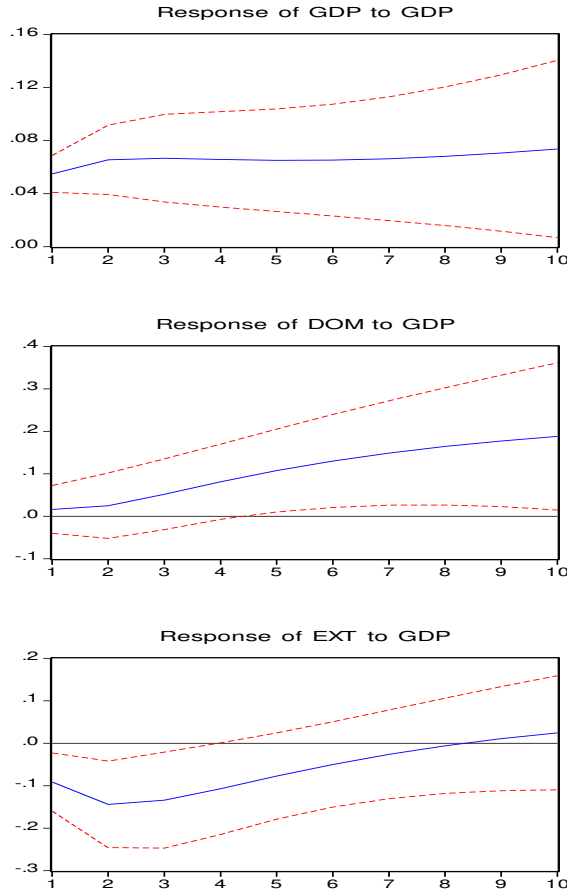 Response of GDP to GDP
.16
.12
.08
.04
.00
1 2 3 4 5 6 7 8 9 10
Response of DOM to GDP
.4
.3
.2
.1
.0
-.1
1 2 3 4 5 6 7 8 9 10
Response of EXT to GDP
.2
.1
.0
-.1
-.2
-.3
1 2 3 4 5 6 7 8 9 10